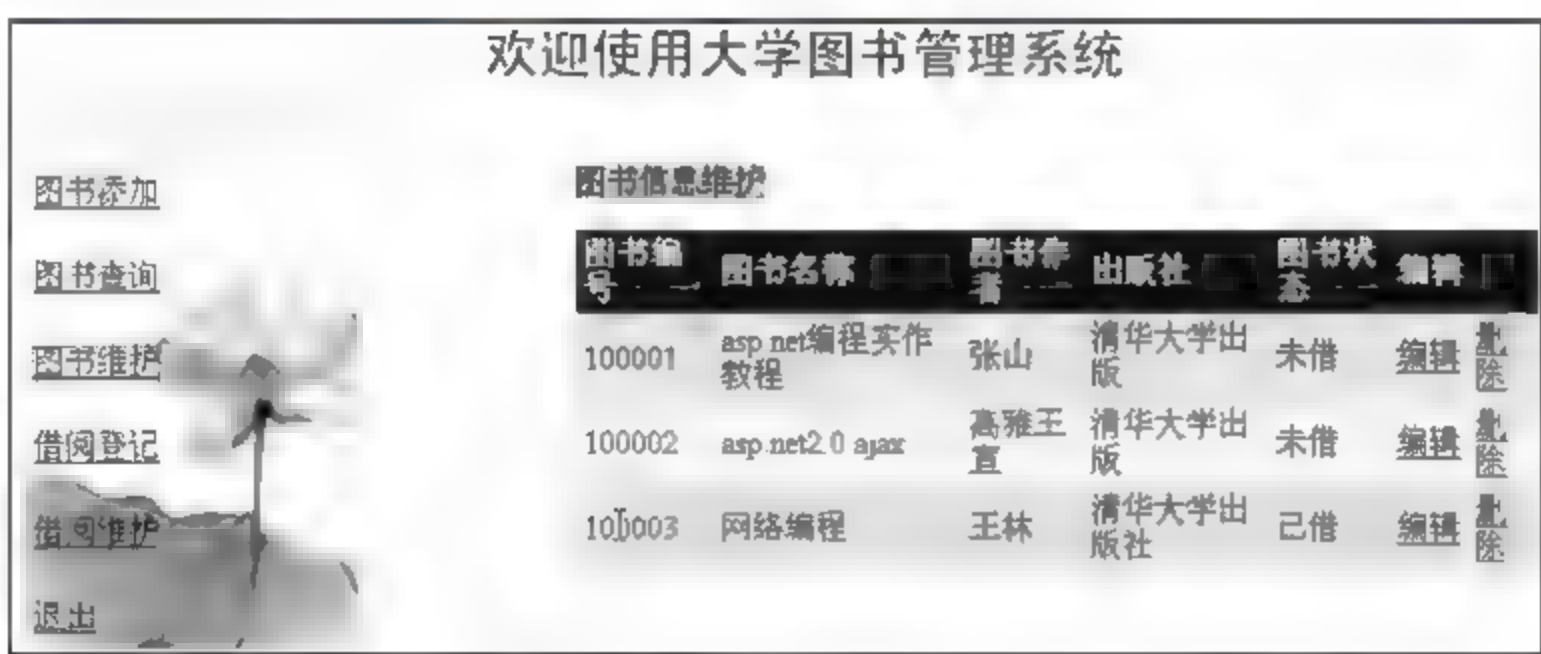 欢迎使用大学图书管理系统
图书添加
图书查询
图书维护
借阅登记
借阅维护
退出
图书信息维护
图书编
号
图书名称
图书作
者
出版社
图书状
态
编辑
100001
asp.net编程实作
教程
张山
清华大学出
版
未借
编辑
删
除
100002
asp.net2.0 ajax
高雅王
直
清华大学出
版
未借
编辑
删
除
100003
网络编程
王林
清华大学出
版社
已借
编辑
删
除